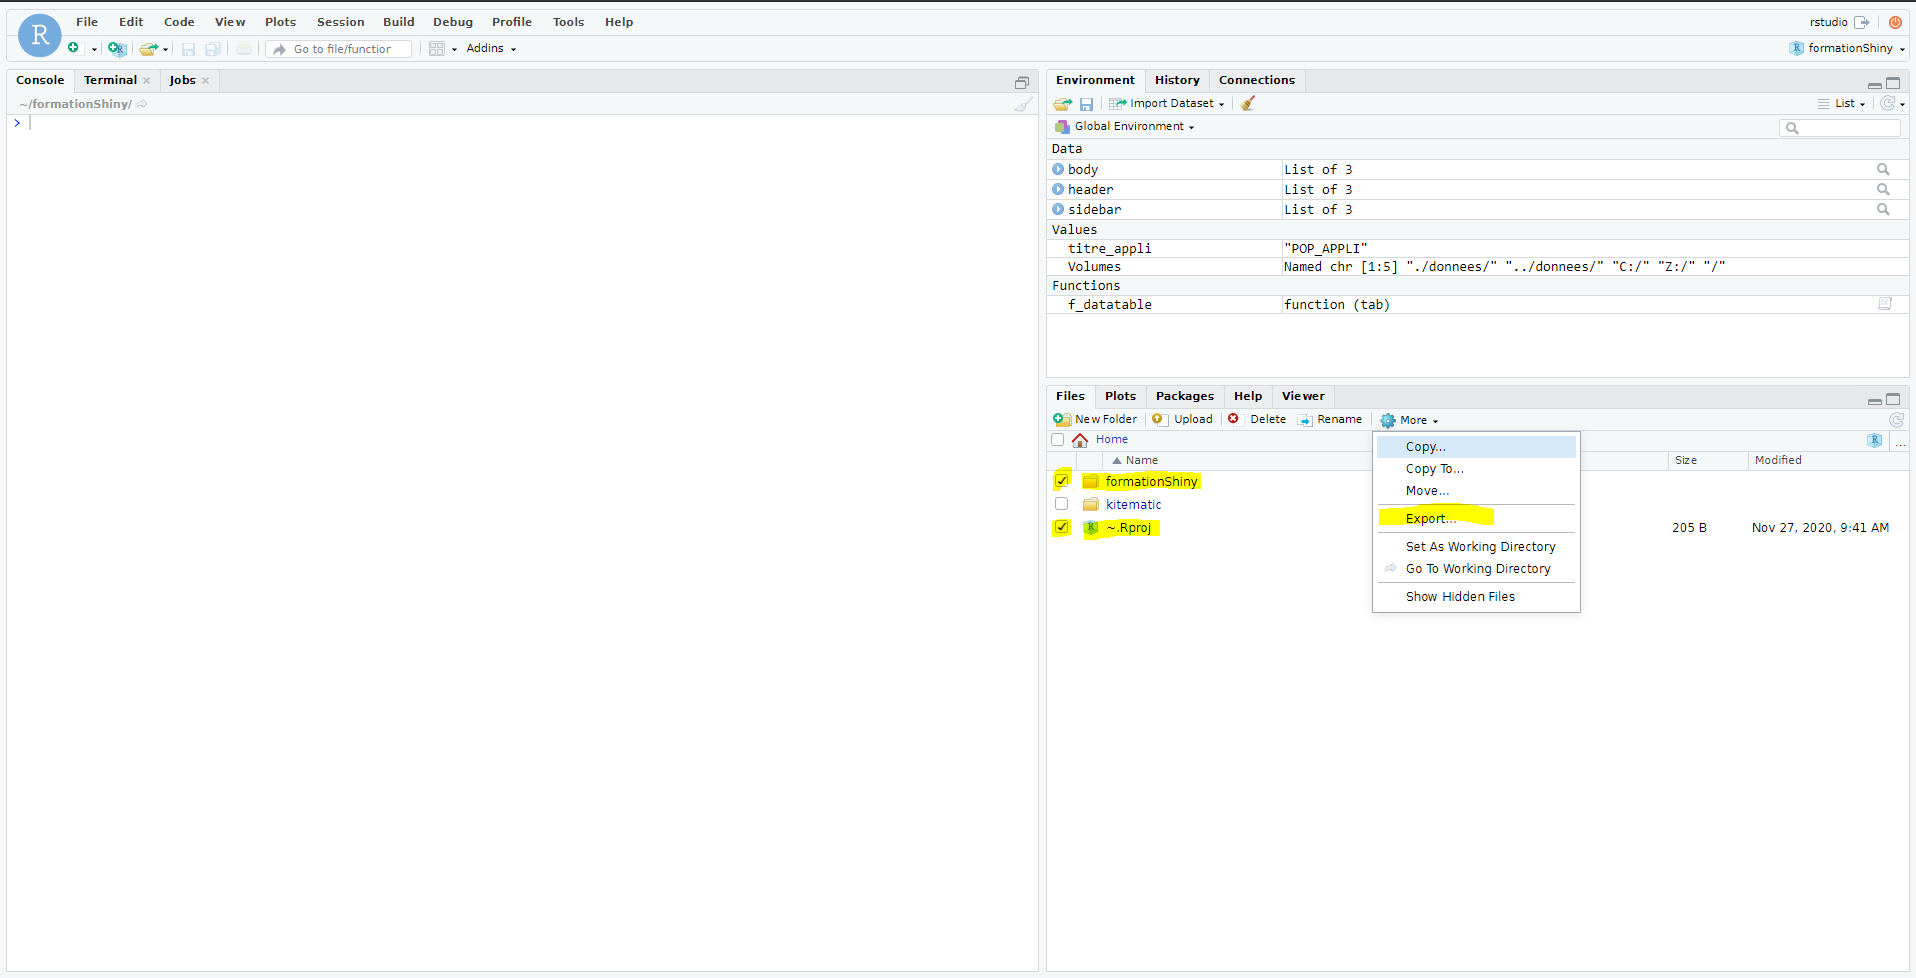 File Edit Code View Plots Session Build Debug Profile Tools Help
rstudio
R
R
Go to file/function
Addins
R
formationShiny
Console Terminal Jobs
~/formationShiny/
>
Environment History Connections
Import Dataset
List
Global Environment
Data
body List of 3
header List of 3
sidebar List of 3
Values
titre_appli "POP_APPLI"
Volumes Named chr [1:5] "./donnees/" "../donnees/" "C:/" "Z:/" "/"
Functions
f_datatable function (tab)
Files Plots Packages Help Viewer
New Folder Upload Delete Rename More
Home
R
...
Name Size Modified
formationShiny
kitematic
R
~.Rproj 205 B Nov 27, 2020, 9:41 AM
Copy...
Copy To...
Move...
Export...
Set As Working Directory
Go To Working Directory
Show Hidden Files